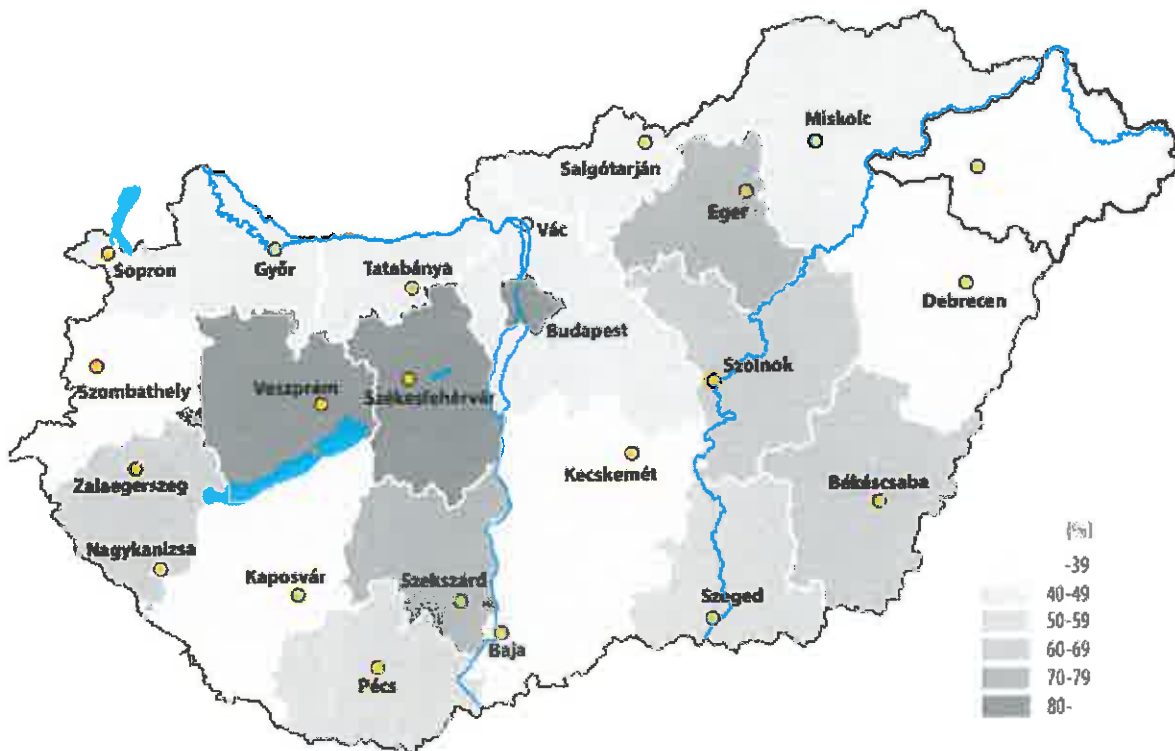 Miskolc
Salgótarján
Eger
Vác
Sopron
Győr
Tatabánya
Debrecen
Budapest
Szombathely
Veszprém
Székesfehérvár
Szolnok
Zalaegerszeg
Kecskemét
Békéscsaba
Nagykanizsa
Kaposvár
Szekszárd
Szeged
Baja
Pécs
(%)
-39
40-49
50-59
60-69
70-79
80-